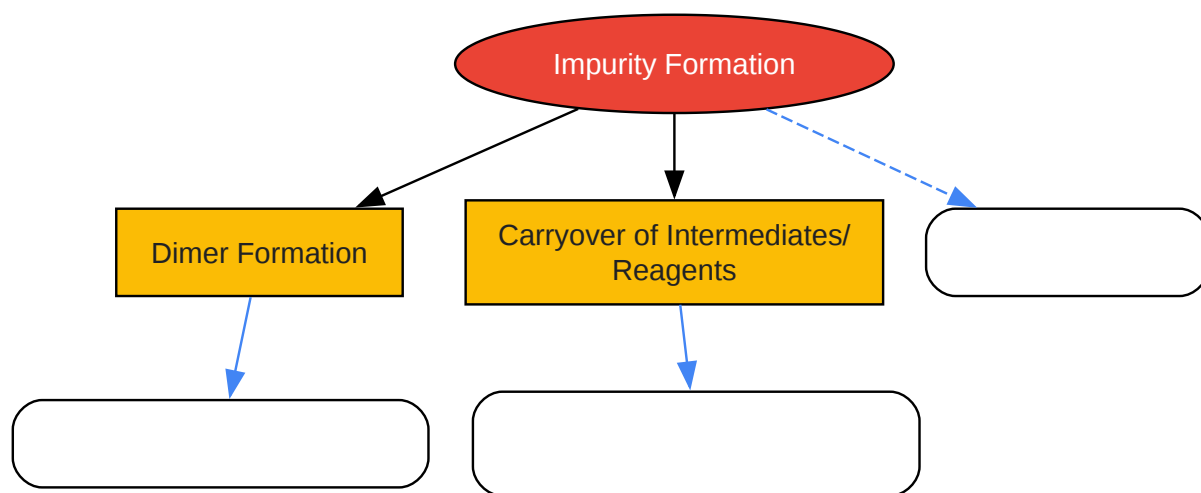 Impurity Formation
Dimer Formation
Carryover of Intermediates/
Reagents